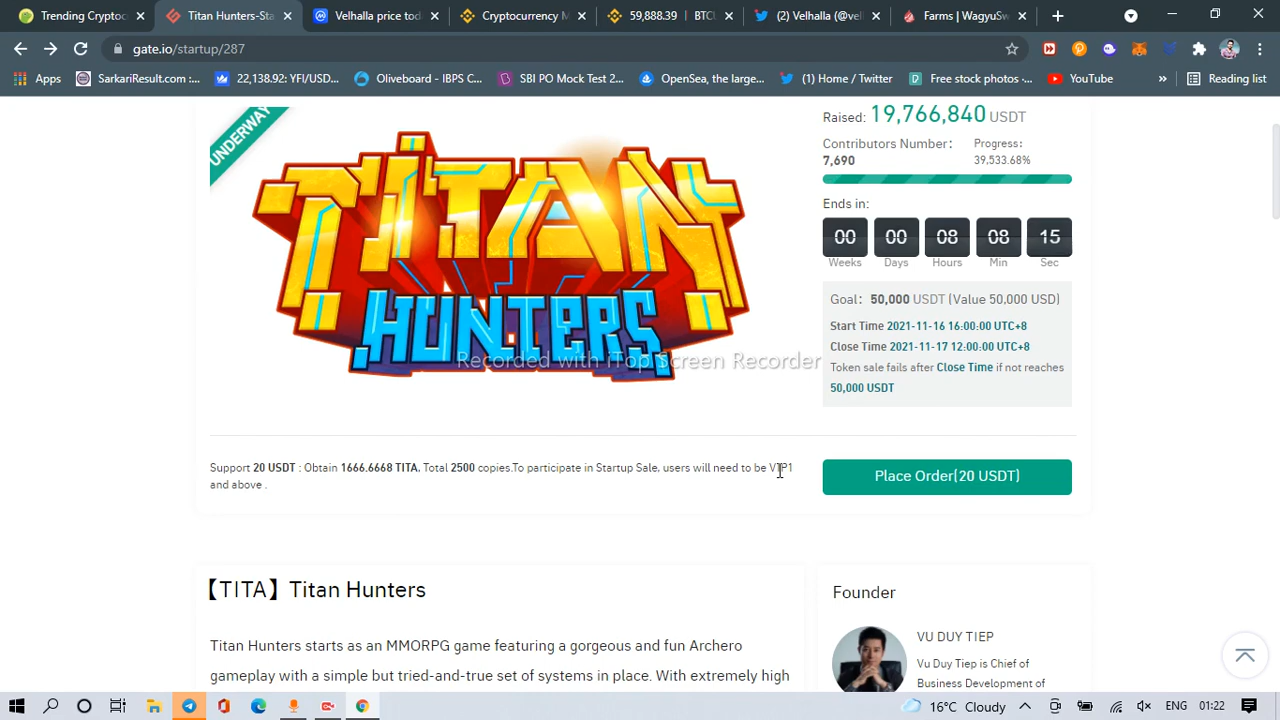 Trending Cryptoc
Titan Hunters-Sta
Velhalla price tod
Cryptocurrency M
59,888.39 | BTCU
(2) Velhalla (@vel
Farms | WagyuSw
gate.io/startup/287
Apps
SarkariResult.com :...
22,138.92: YFI/USD...
Oliveboard - IBPS C...
SBI PO Mock Test 2...
OpenSea, the large...
(1) Home / Twitter
Free stock photos -...
YouTube
»
Reading list
UNDERWAY
TITAN
HUNTERS
Recorded with iTop Screen Recorder
Raised: 19,766,840 USDT
Contributors Number:
7,690
Progress:
39,533.68%
Ends in:
00 00 08 08 15
Weeks Days Hours Min Sec
Goal: 50,000 USDT (Value 50,000 USD)
Start Time 2021-11-16 16:00:00 UTC+8
Close Time 2021-11-17 12:00:00 UTC+8
Token sale fails after Close Time if not reaches
50,000 USDT
Support 20 USDT : Obtain 1666.6668 TITA, Total 2500 copies.To participate in Startup Sale, users will need to be VIP1
and above .
Place Order(20 USDT)
【TITA】Titan Hunters
Titan Hunters starts as an MMORPG game featuring a gorgeous and fun Archero
gameplay with a simple but tried-and-true set of systems in place. With extremely high
Founder
VU DUY TIEP
Vu Duy Tiep is Chief of
Business Development of
16°C Cloudy
ENG
01:22